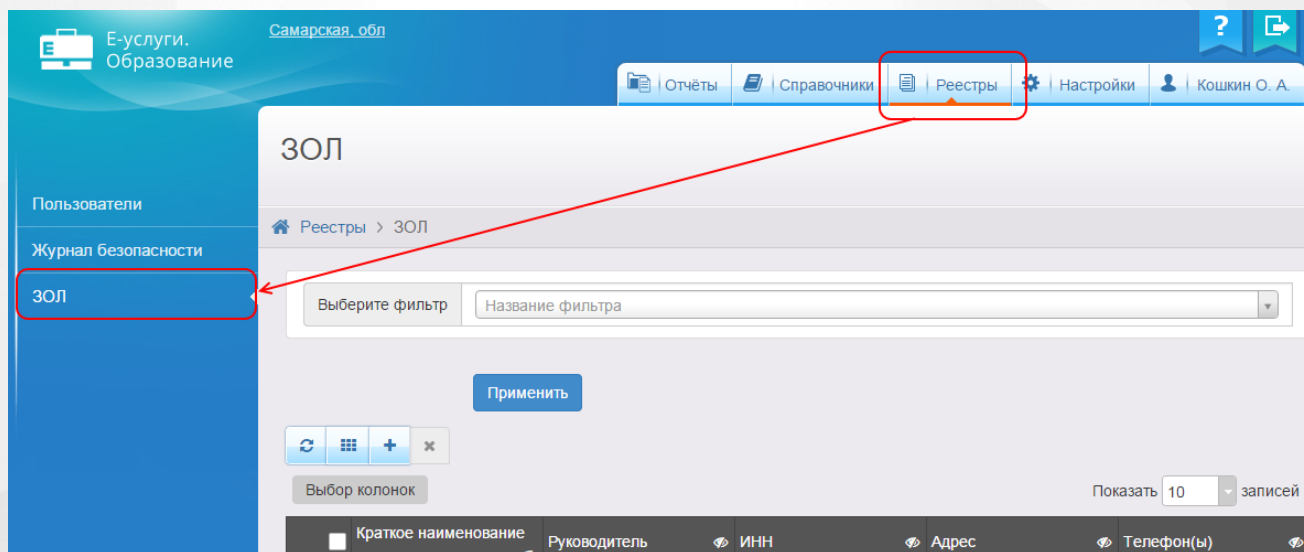 Е-услуги.
Образование
Самарская, обл
?
Отчёты
Справочники
Реестры
Настройки
Кошкин О. А.
ЗОЛ
Пользователи
Журнал безопасности
ЗОЛ
Реестры > ЗОЛ
Выберите фильтр
Название фильтра
Применить
Выбор колонок
Показать 10 записей
Краткое наименование
Руководитель
ИНН
Адрес
Телефон(ы)